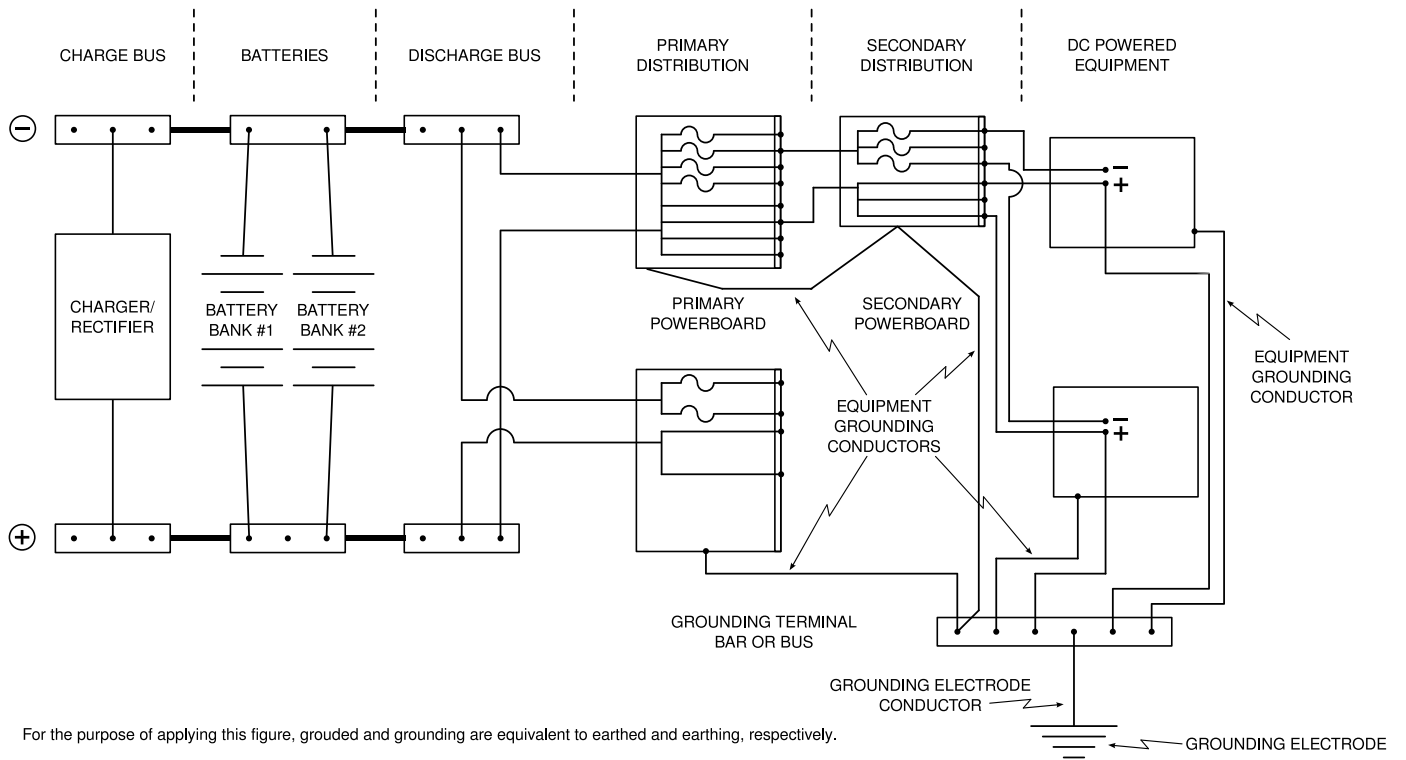 CHARGE BUS
BATTERIES
DISCHARGE BUS
PRIMARY
DISTRIBUTION
SECONDARY
DISTRIBUTION
DC POWERED
EQUIPMENT
−
−
+
CHARGER/
RECTIFIER
BATTERY
BANK #1
BATTERY
BANK #2
PRIMARY
POWERBOARD
SECONDARY
POWERBOARD
EQUIPMENT
GROUNDING
CONDUCTOR
EQUIPMENT
GROUNDING
CONDUCTORS
−
+
+
GROUNDING TERMINAL
BAR OR BUS
GROUNDING ELECTRODE
CONDUCTOR
For the purpose of applying this figure, grouded and grounding are equivalent to earthed and earthing, respectively.
GROUNDING ELECTRODE